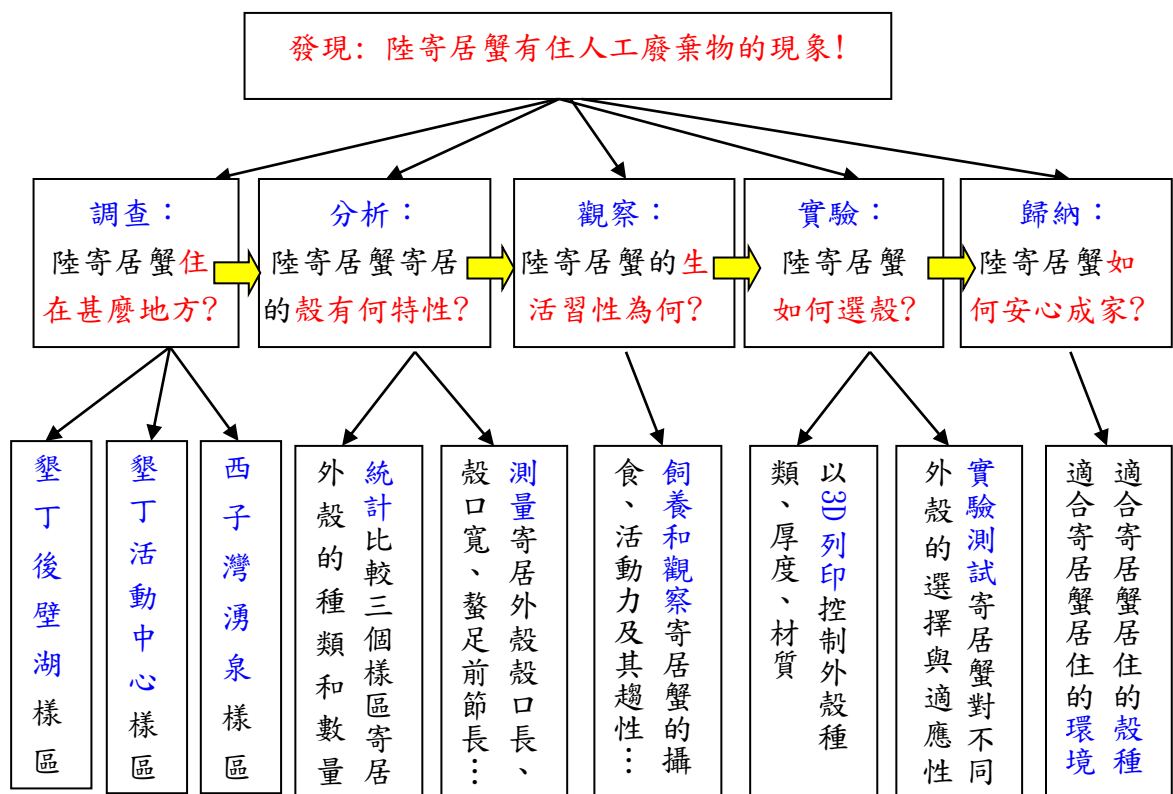 發現: 陸寄居蟹有住人工廢棄物的現象!
調查：
陸寄居蟹住
在甚麼地方?
分析：
陸寄居蟹寄居
的殼有何特性?
觀察：
陸寄居蟹的生
活習性為何?
實驗：
陸寄居蟹
如何選殼?
歸納：
陸寄居蟹如
何安心成家?
墾丁後壁湖樣區
墾丁活動中心樣區
西子灣湧泉樣區
統計比較三個樣區寄居
外殼的種類和數量
測量寄居外殼殼口長、
殼口寬、螯足前節長…
飼養和觀察寄居蟹的攝
食、活動力及其趨性…
以3D列印控制外殼種
類、厚度、材質
實驗測試寄居蟹對不同
外殼的選擇與適應性
適合寄居蟹居住的殼種
適合寄居蟹居住的環境